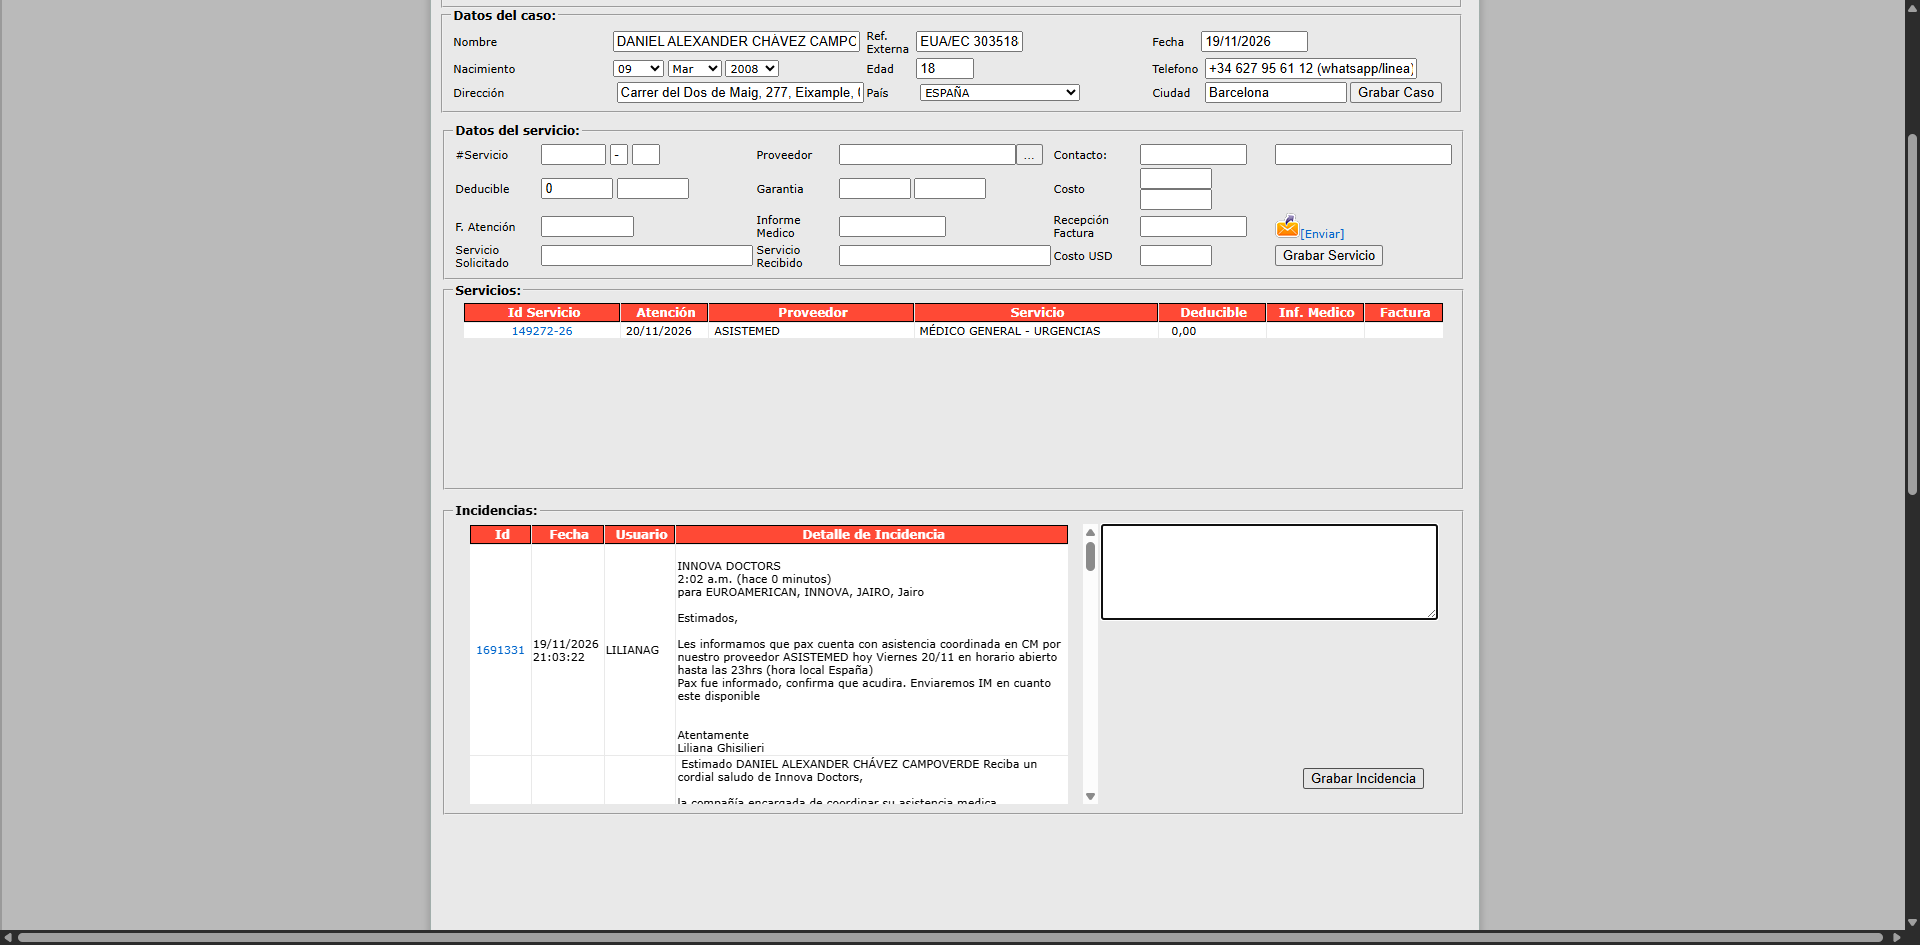 Datos del caso:
Nombre DANIEL ALEXANDER CHÁVEZ CAMPO Ref. Externa EUA/EC 303518 Fecha 19/11/2026
Nacimiento 09 Mar 2008 Edad 18 Telefono +34 627 95 61 12 (whatsapp/linea)
Dirección Carrer del Dos de Maig, 277, Eixample, País ESPAÑA Ciudad Barcelona Grabar Caso
Datos del servicio:
#Servicio - Proveedor ... Contacto:
Deducible 0 Garantia Costo
F. Atención Informe Medico Recepción Factura [Enviar]
Servicio Solicitado Servicio Recibido Costo USD Grabar Servicio
Servicios:
Id Servicio Atención Proveedor Servicio Deducible Inf. Medico Factura
149272-26 20/11/2026 ASISTEMED MÉDICO GENERAL - URGENCIAS 0,00
Incidencias:
Id Fecha Usuario Detalle de Incidencia
1691331 19/11/2026 21:03:22 LILIANAG
INNOVA DOCTORS
2:02 a.m. (hace 0 minutos)
para EUROAMERICAN, INNOVA, JAIRO, Jairo
Estimados,
Les informamos que pax cuenta con asistencia coordinada en CM por
nuestro proveedor ASISTEMED hoy Viernes 20/11 en horario abierto
hasta las 23hrs (hora local España)
Pax fue informado, confirma que acudira. Enviaremos IM en cuanto
este disponible
Atentamente
Liliana Ghisilieri
Estimado DANIEL ALEXANDER CHÁVEZ CAMPOVERDE Reciba un
cordial saludo de Innova Doctors,
la compañía encargada de coordinar su asistencia medica
Grabar Incidencia